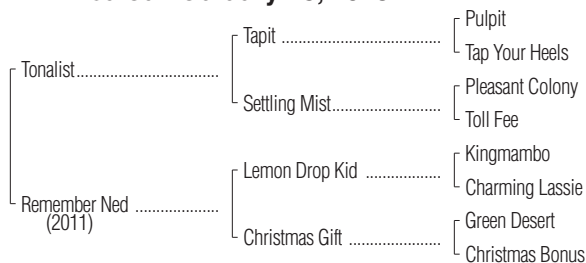 Pulpit
Tapit ........................................
Tap Your Heels
Tonalist....................................
Pleasant Colony
Settling Mist...........................
Toll Fee
Kingmambo
Lemon Drop Kid ...................
Charming Lassie
Remember Ned .....................
(2011)
Green Desert
Christmas Gift .......................
Christmas Bonus